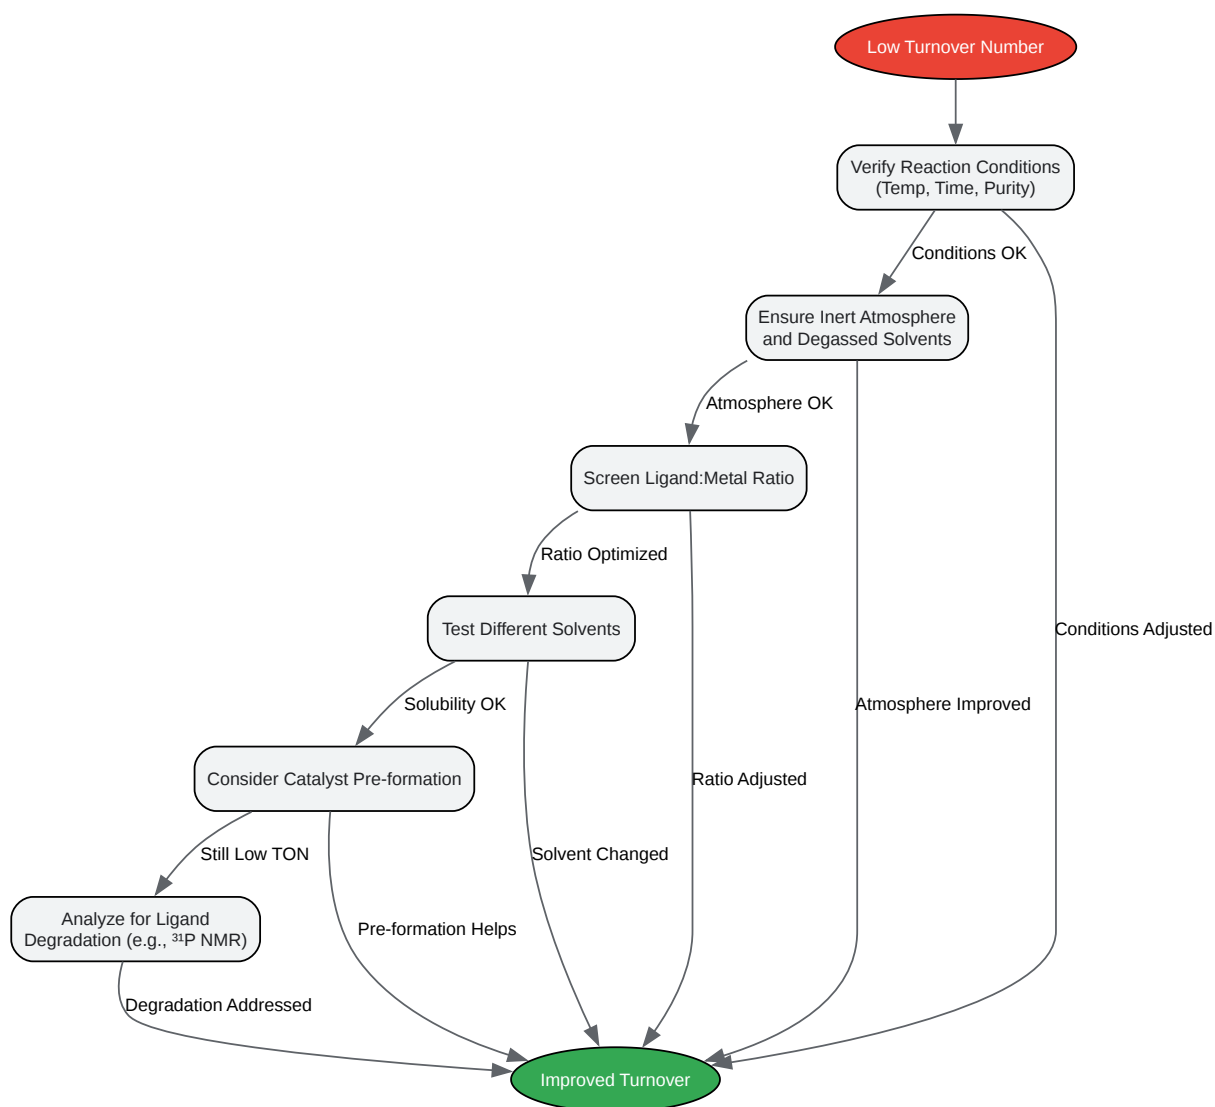 Low Turnover Number
Verify Reaction Conditions
(Temp, Time, Purity)
Conditions OK
Ensure Inert Atmosphere
and Degassed Solvents
Atmosphere OK
Screen Ligand:Metal Ratio
Ratio Optimized
Test Different Solvents
Conditions Adjusted
Solubility OK
Atmosphere Improved
Consider Catalyst Pre-formation
Ratio Adjusted
Still Low TON
Solvent Changed
Analyze for Ligand
Degradation (e.g., ³¹P NMR)
Pre-formation Helps
Degradation Addressed
Improved Turnover